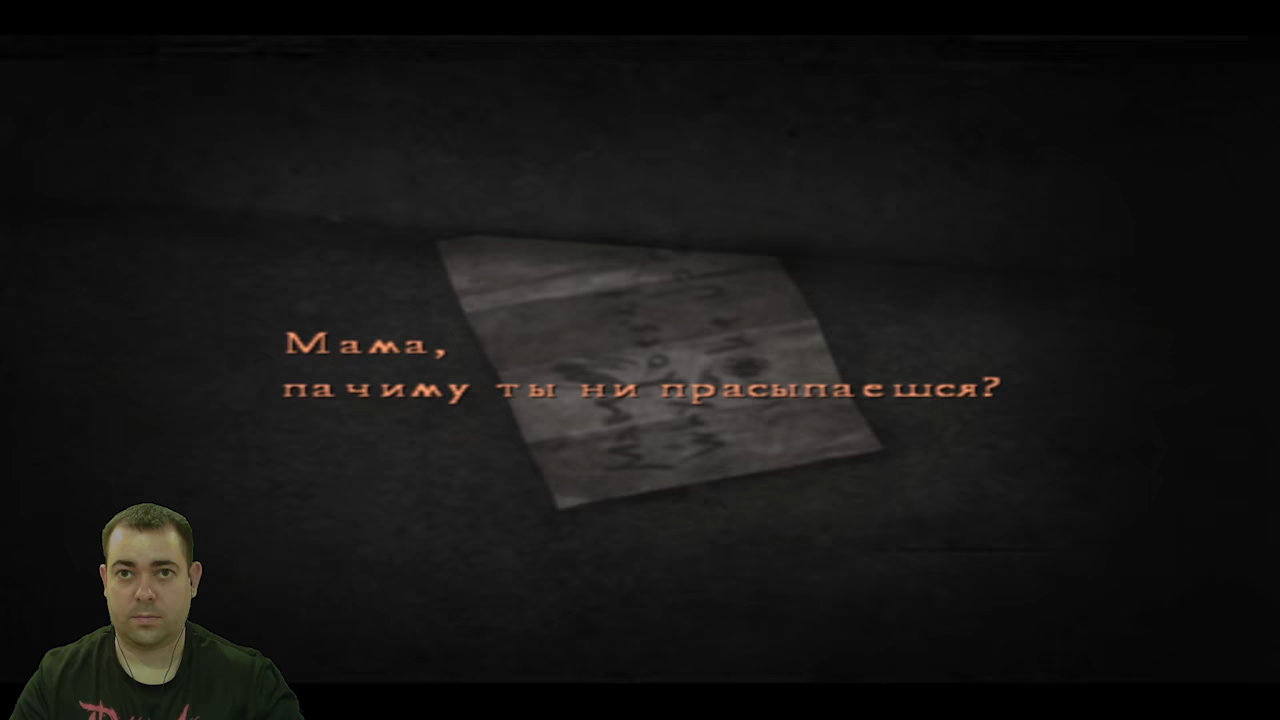 Мама,
пачиму ты ни прасыпаешся?